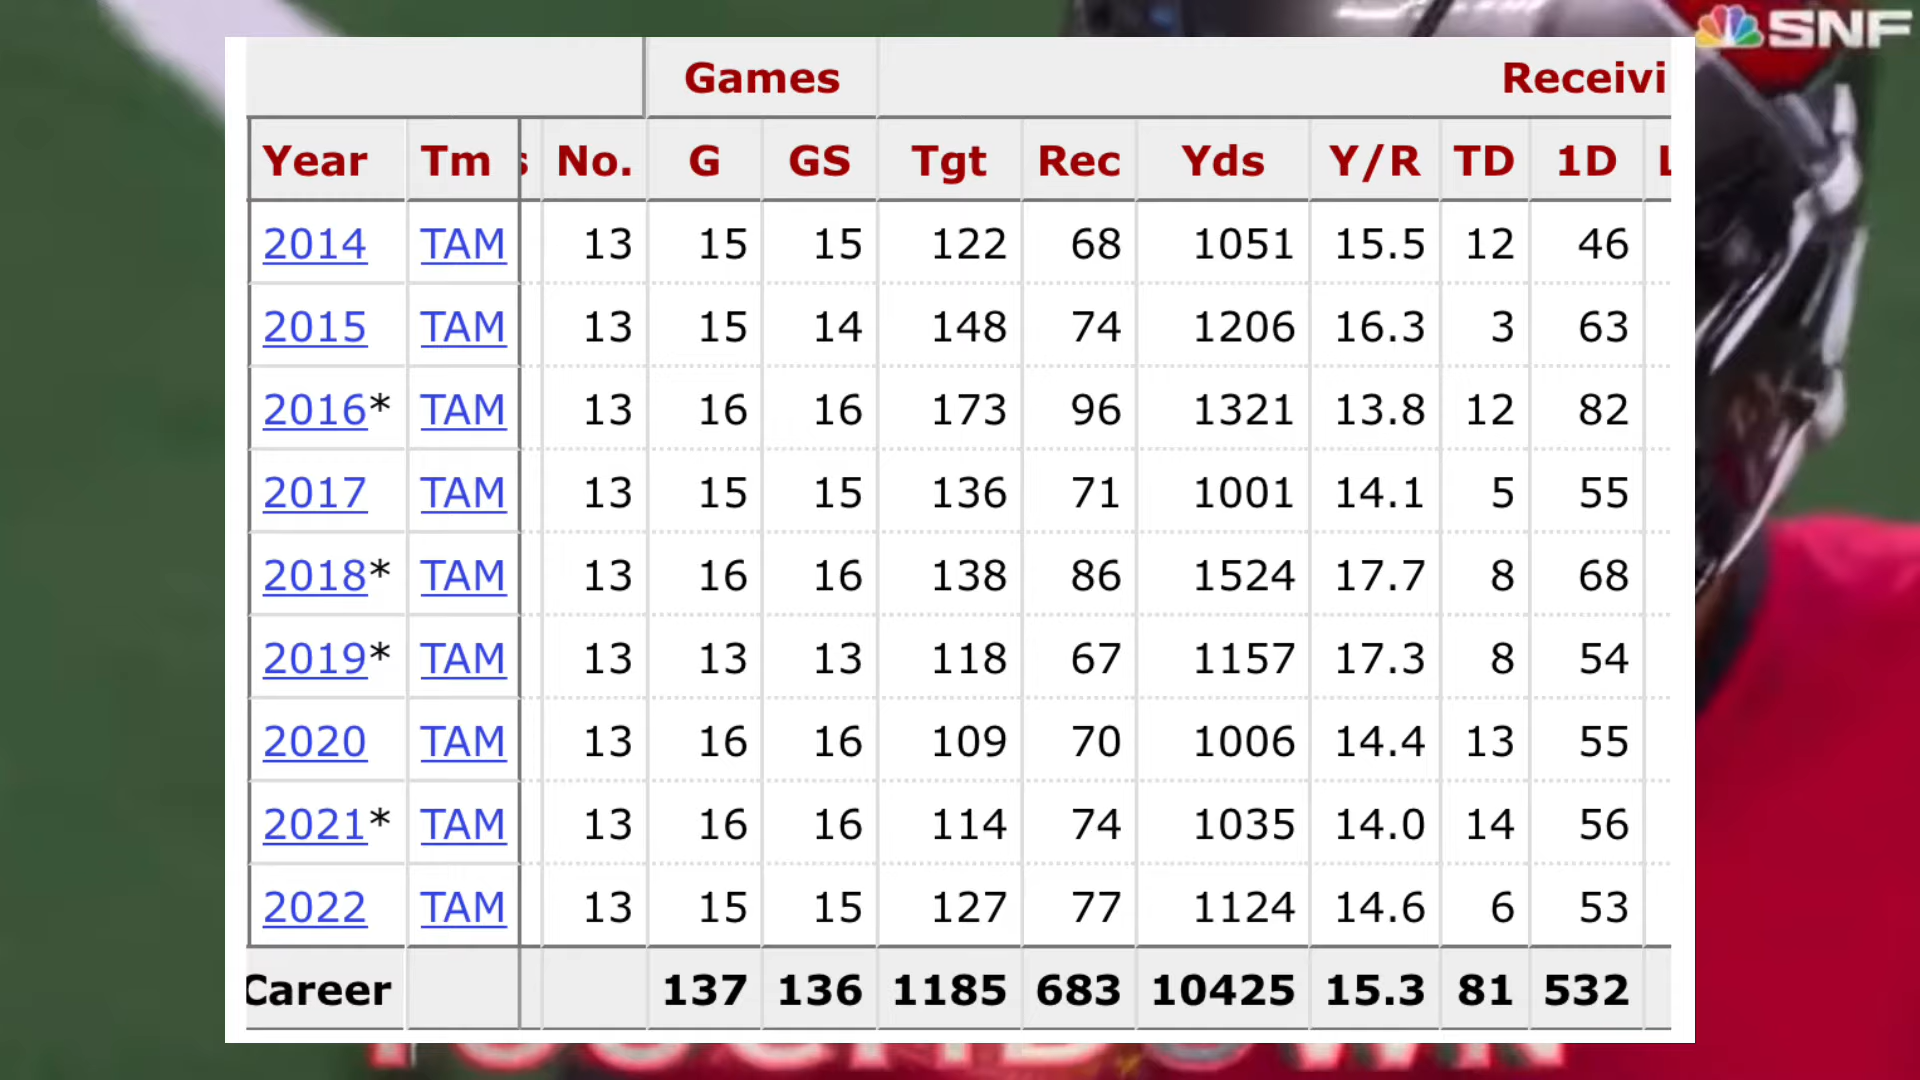 SNF
Games Receivi
Year Tm s No. G GS Tgt Rec Yds Y/R TD 1D L
2014 TAM 13 15 15 122 68 1051 15.5 12 46
2015 TAM 13 15 14 148 74 1206 16.3 3 63
2016* TAM 13 16 16 173 96 1321 13.8 12 82
2017 TAM 13 15 15 136 71 1001 14.1 5 55
2018* TAM 13 16 16 138 86 1524 17.7 8 68
2019* TAM 13 13 13 118 67 1157 17.3 8 54
2020 TAM 13 16 16 109 70 1006 14.4 13 55
2021* TAM 13 16 16 114 74 1035 14.0 14 56
2022 TAM 13 15 15 127 77 1124 14.6 6 53
Career 137 136 1185 683 10425 15.3 81 532
TOUCHDOWN